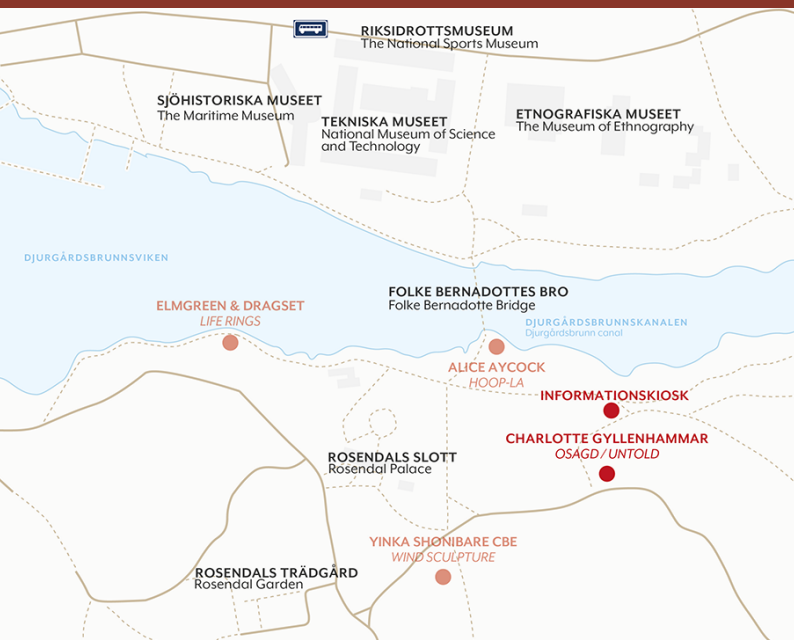 RIKSIDROTTSMUSEUM
The National Sports Museum
SJÖHISTORISKA MUSEET
The Maritime Museum
TEKNISKA MUSEET
National Museum of Science
and Technology
ETNOGRAFISKA MUSEET
The Museum of Ethnography
DJURGÅRDSBRUNNSVIKEN
FOLKE BERNADOTTES BRO
Folke Bernadotte Bridge
ELMGREEN & DRAGSET
LIFE RINGS
DJURGÅRDSBRUNNSKANALEN
Djurgårdsbrunn canal
ALICE AYCOCK
HOOP-LA
INFORMATIONSKIOSK
CHARLOTTE GYLLENHAMMAR
OSAGD / UNTOLD
ROSENDALS SLOTT
Rosendal Palace
YINKA SHONIBARE CBE
WIND SCULPTURE
ROSENDALS TRÄDGÅRD
Rosendal Garden